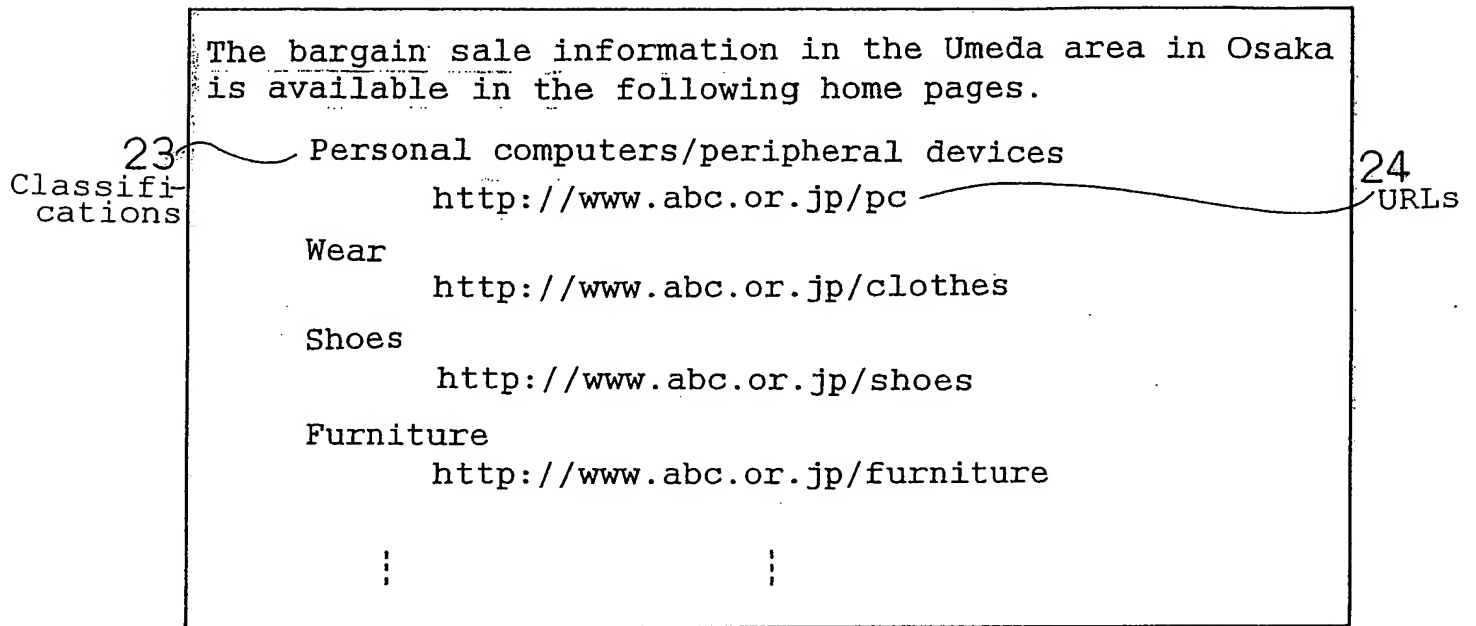 The bargain sale information in the Umeda area in Osaka
is available in the following home pages.
23
Classifi-
cations
Personal computers/peripheral devices
http://www.abc.or.jp/pc
24
URLs
Wear
http://www.abc.or.jp/clothes
Shoes
http://www.abc.or.jp/shoes
Furniture
http://www.abc.or.jp/furniture